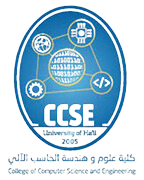 CCSE
University of Ha'il
2005
كلية علوم و هندسة الحاسب الآلي
College of Computer Science and Engineering